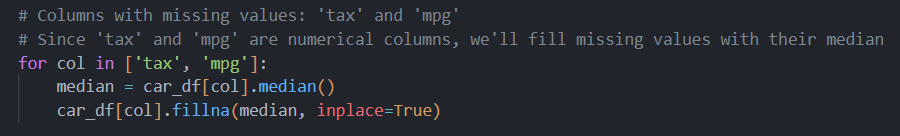 # Columns with missing values: 'tax' and 'mpg'
# Since 'tax' and 'mpg' are numerical columns, we'll fill missing values with their median
for col in ['tax', 'mpg']:
    median = car_df[col].median()
    car_df[col].fillna(median, inplace=True)